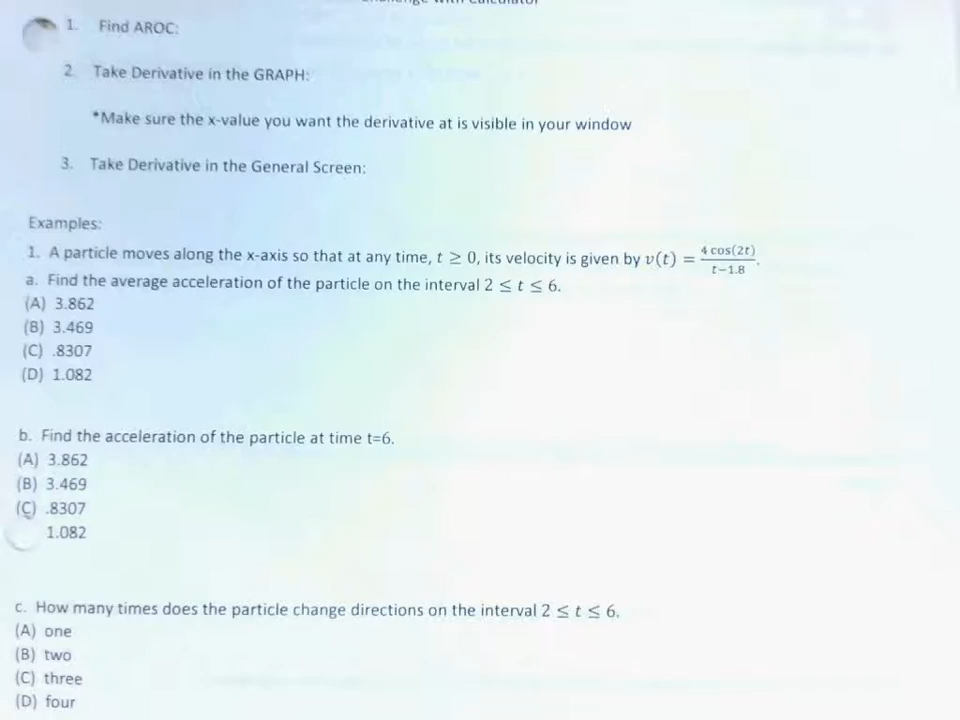 1. Find AROC:
2. Take Derivative in the GRAPH:
*Make sure the x-value you want the derivative at is visible in your window
3. Take Derivative in the General Screen:
Examples:
1. A particle moves along the x-axis so that at any time, t ≥ 0, its velocity is given by v(t) = 4 cos(2t)/t−1.8.
a. Find the average acceleration of the particle on the interval 2 ≤ t ≤ 6.
(A) 3.862
(B) 3.469
(C) .8307
(D) 1.082
b. Find the acceleration of the particle at time t=6.
(A) 3.862
(B) 3.469
(C) .8307
1.082
c. How many times does the particle change directions on the interval 2 ≤ t ≤ 6.
(A) one
(B) two
(C) three
(D) four